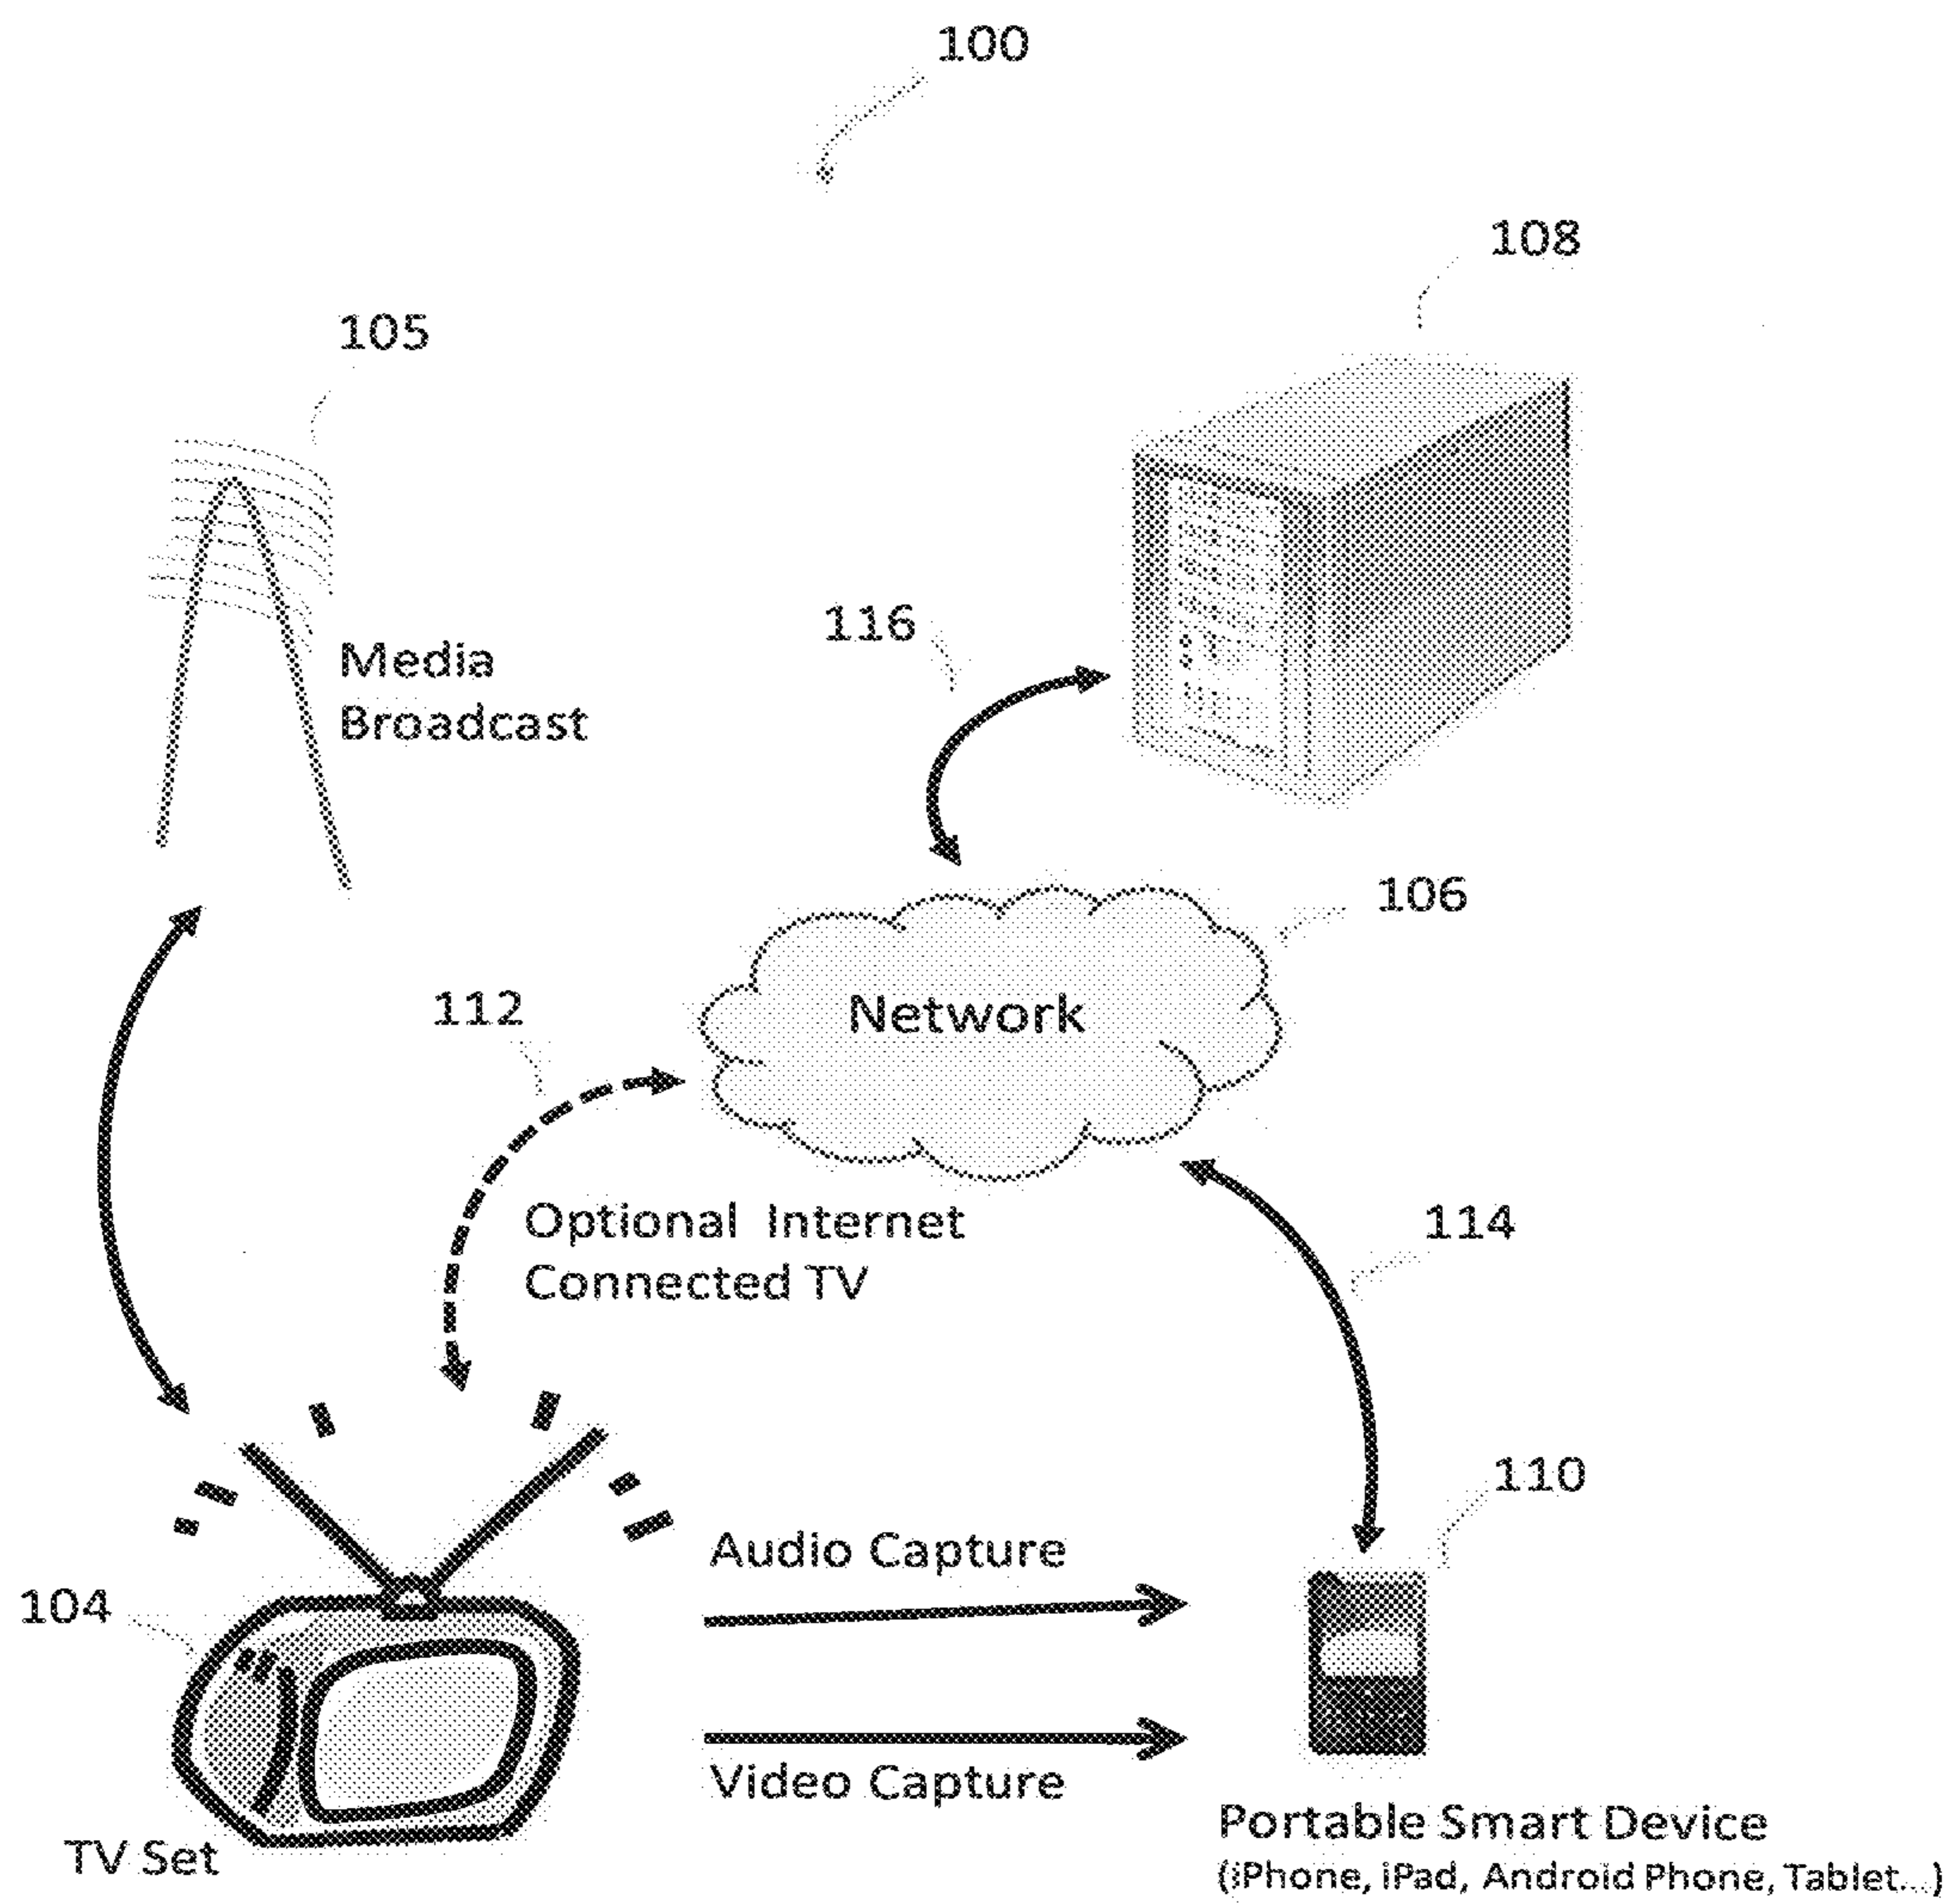 100
108
105
116
Media
Broadcast
106
Network
112
Optional Internet
Connected TV
114
110
Audio Capture
104
Video Capture
TV Set
Portable Smart Device
(iPhone, iPad, Android Phone, Tablet...)